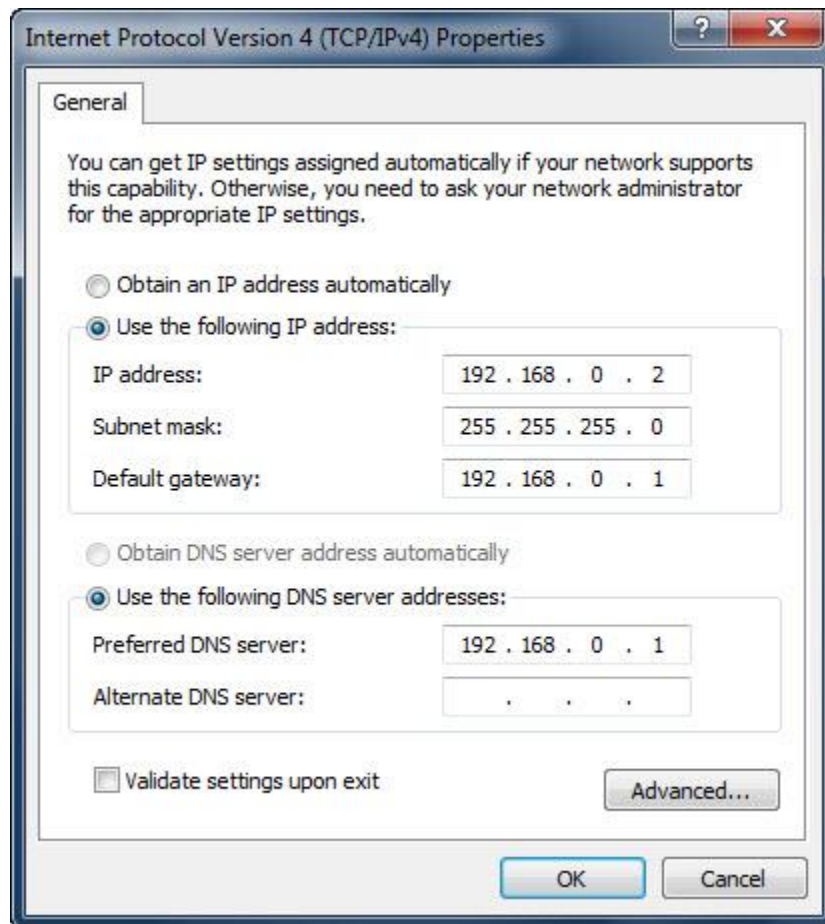 Internet Protocol Version 4 (TCP/IPv4) Properties
?
X
General
You can get IP settings assigned automatically if your network supports
this capability. Otherwise, you need to ask your network administrator
for the appropriate IP settings.
Obtain an IP address automatically
Use the following IP address:
IP address: 192 . 168 . 0 . 2
Subnet mask: 255 . 255 . 255 . 0
Default gateway: 192 . 168 . 0 . 1
Obtain DNS server address automatically
Use the following DNS server addresses:
Preferred DNS server: 192 . 168 . 0 . 1
Alternate DNS server: . . .
Validate settings upon exit
Advanced...
OK Cancel